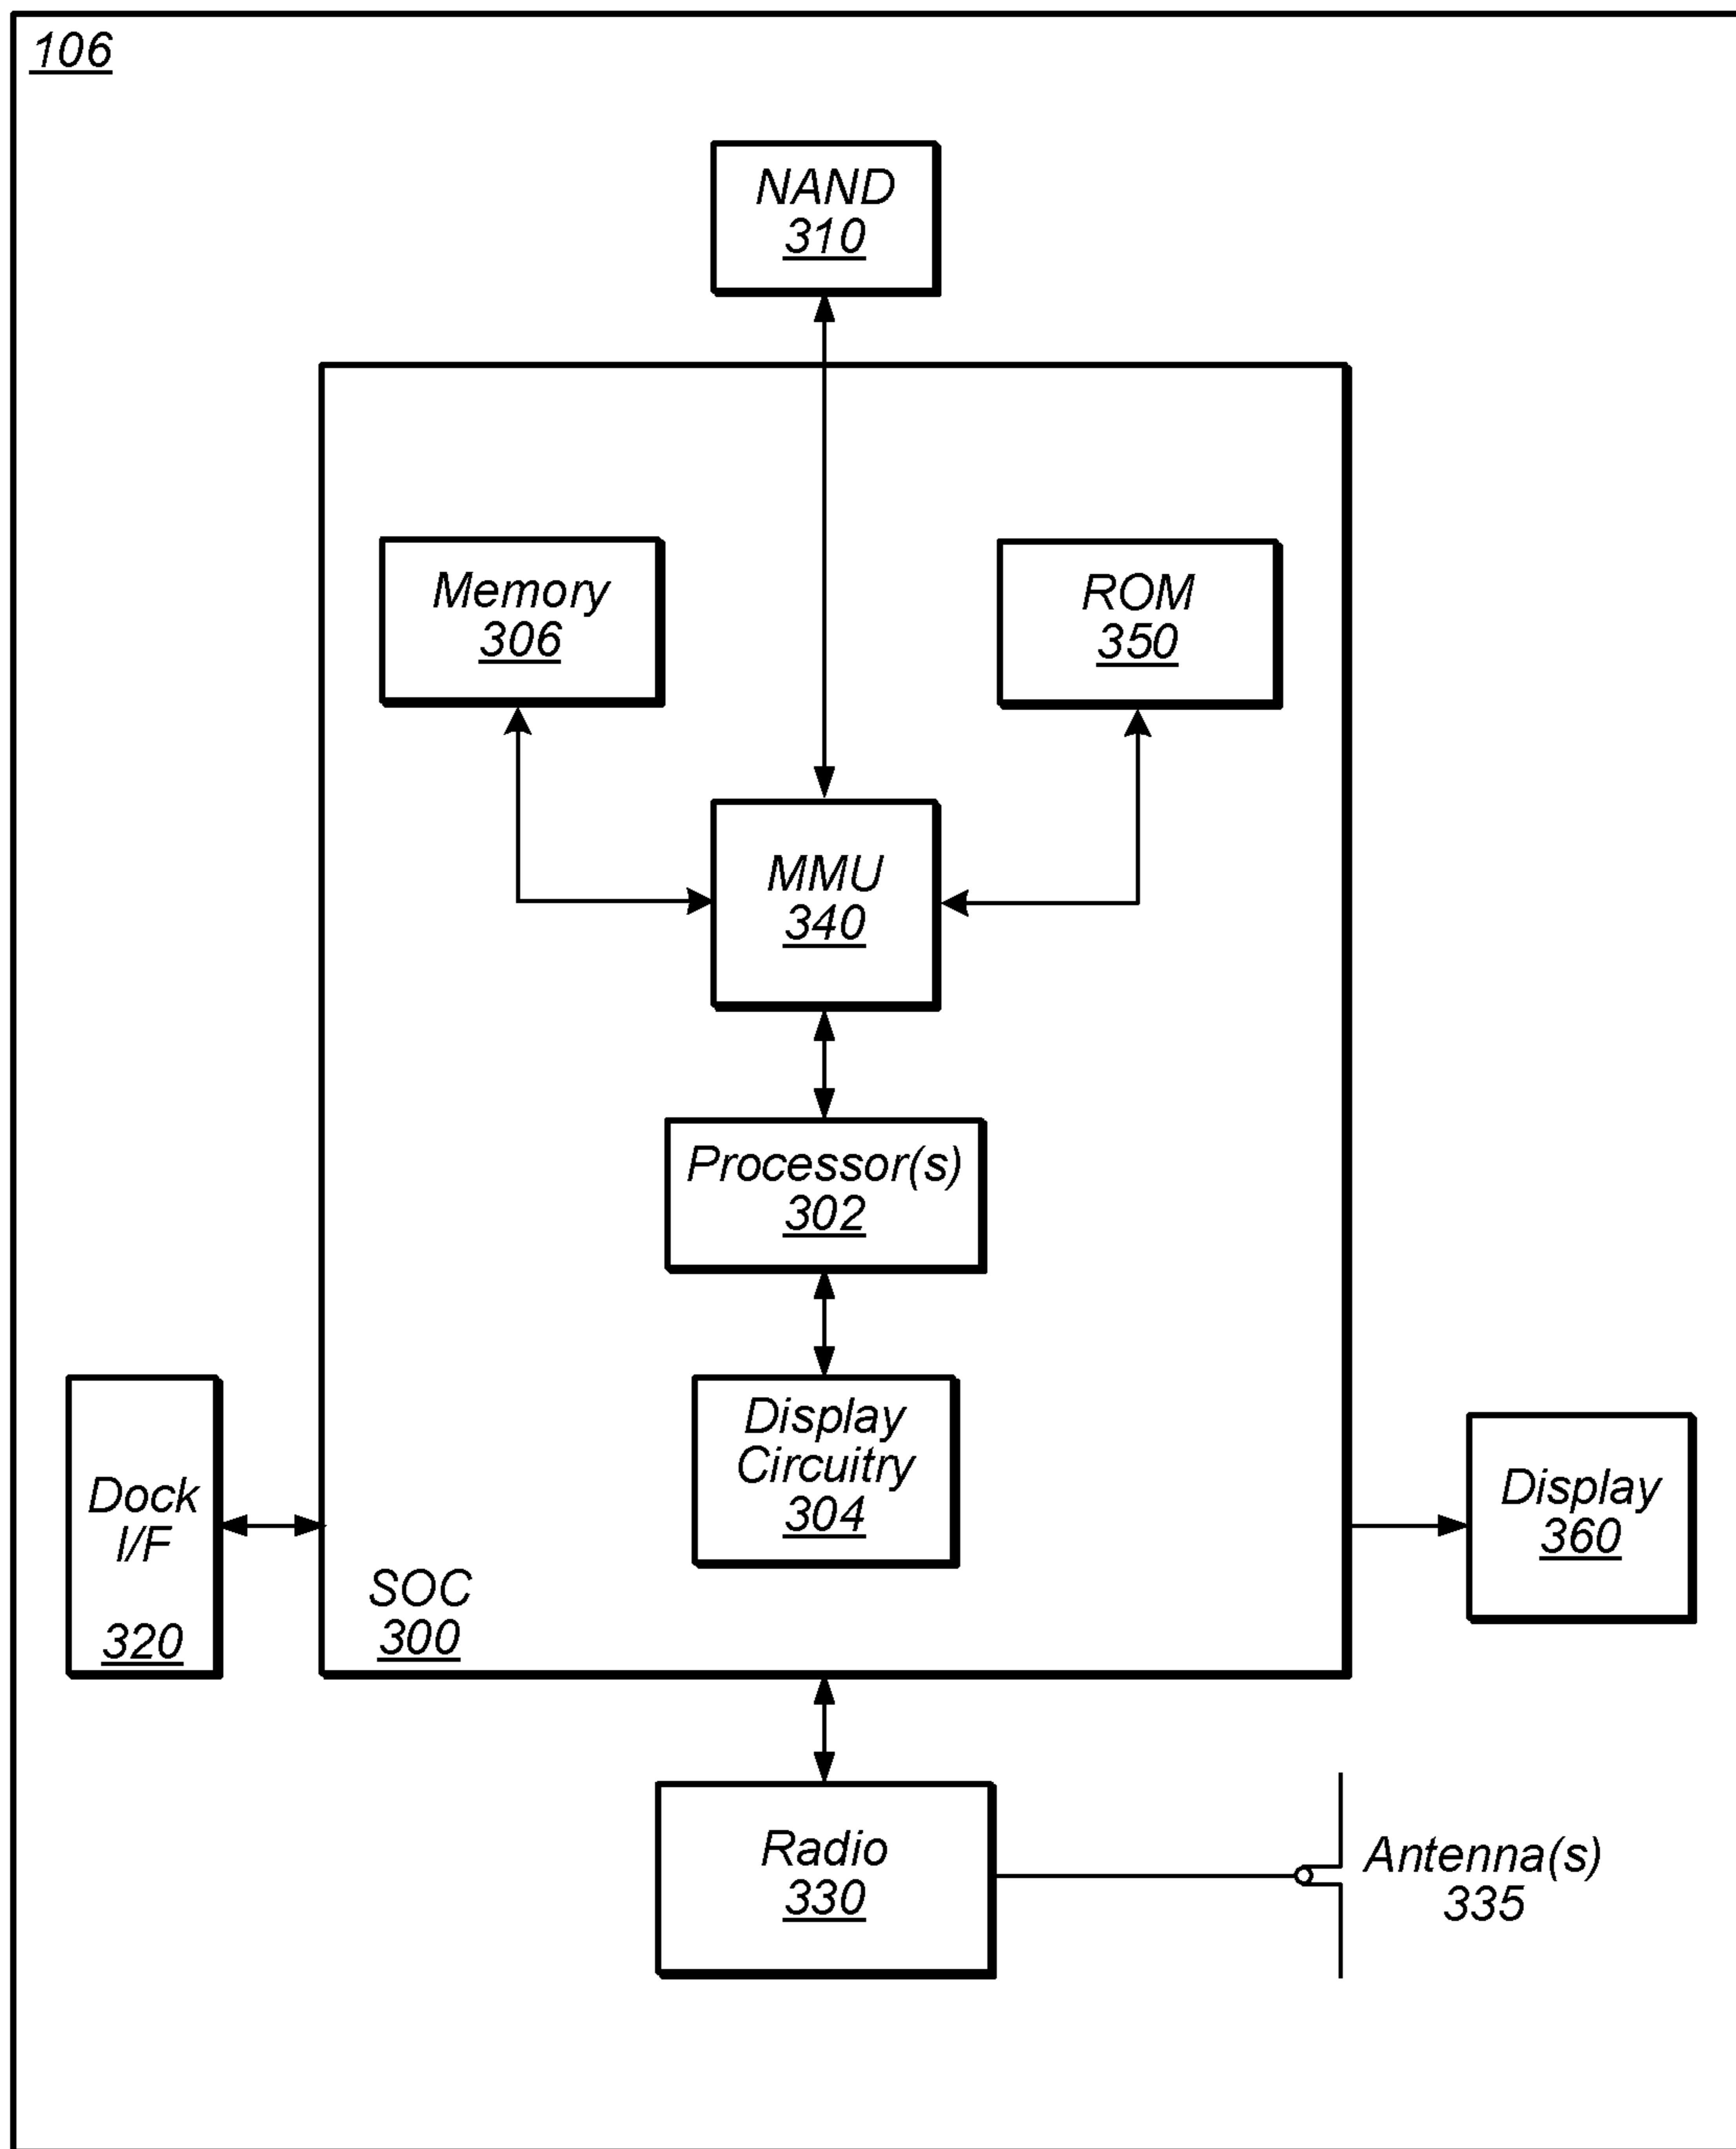 106
NAND
310
Memory
306
ROM
350
MMU
340
Processor(s)
302
Display
Circuitry
304
Dock
I/F
320
SOC
300
Display
360
Radio
330
Antenna(s)
335